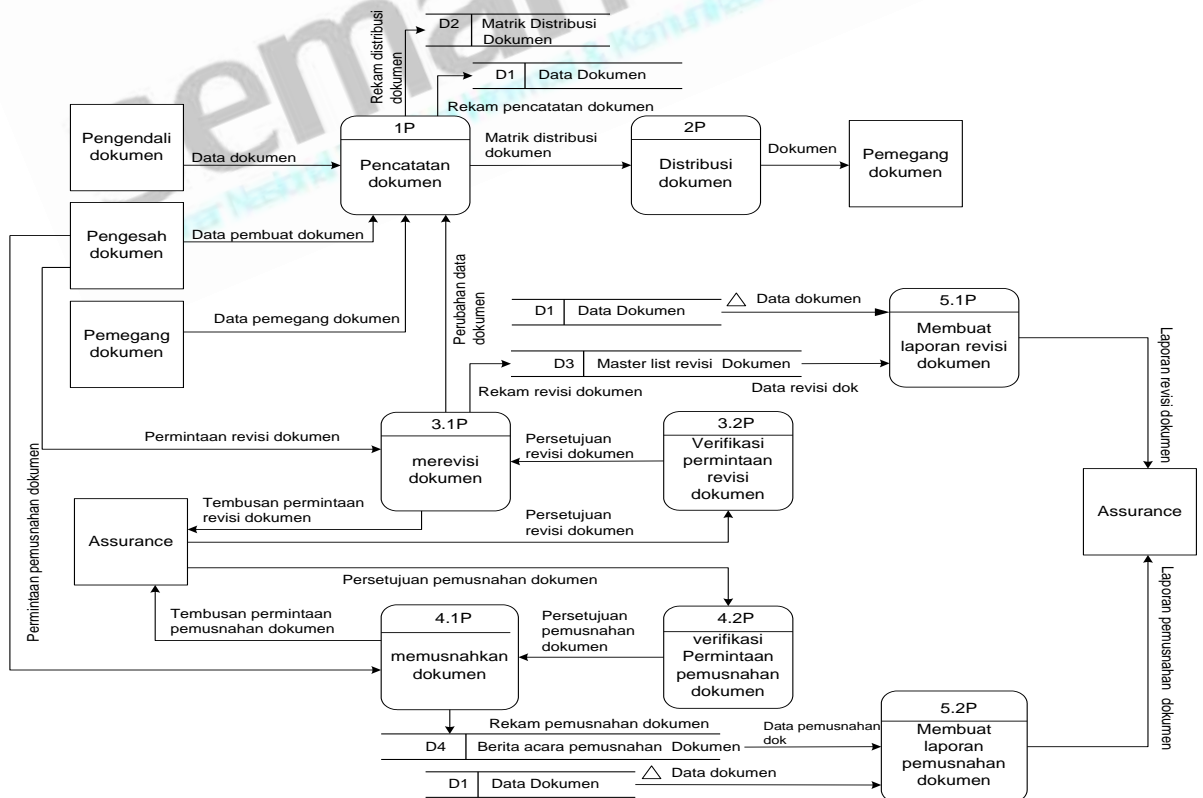 D2
Matrik Distribusi
Dokumen
Rekam distribusi
dokumen
D1
Data Dokumen
Rekam pencatatan dokumen
Pengendali
dokumen
Data dokumen
1P
Pencatatan
dokumen
Matrik distribusi
dokumen
2P
Distribusi
dokumen
Dokumen
Pemegang
dokumen
Pengesah
dokumen
Data pembuat dokumen
Pemegang
dokumen
Data pemegang dokumen
Perubahan data
dokumen
D1
Data Dokumen
Data dokumen
5.1P
Membuat
laporan revisi
dokumen
D3
Master list revisi Dokumen
Rekam revisi dokumen
Data revisi dok
Laporan revisi dokumen
Permintaan pemusnahan dokumen
Permintaan revisi dokumen
3.1P
merevisi
dokumen
Persetujuan
revisi dokumen
3.2P
Verifikasi
permintaan
revisi
dokumen
Assurance
Tembusan permintaan
revisi dokumen
Persetujuan
revisi dokumen
Assurance
Persetujuan pemusnahan dokumen
Tembusan permintaan
pemusnahan dokumen
4.1P
memusnahkan
dokumen
Persetujuan
pemusnahan
dokumen
4.2P
verifikasi
Permintaan
pemusnahan
dokumen
Laporan pemusnahan dokumen
Rekam pemusnahan dokumen
D4
Berita acara pemusnahan Dokumen
Data pemusnahan
dok
5.2P
Membuat
laporan
pemusnahan
dokumen
D1
Data Dokumen
Data dokumen